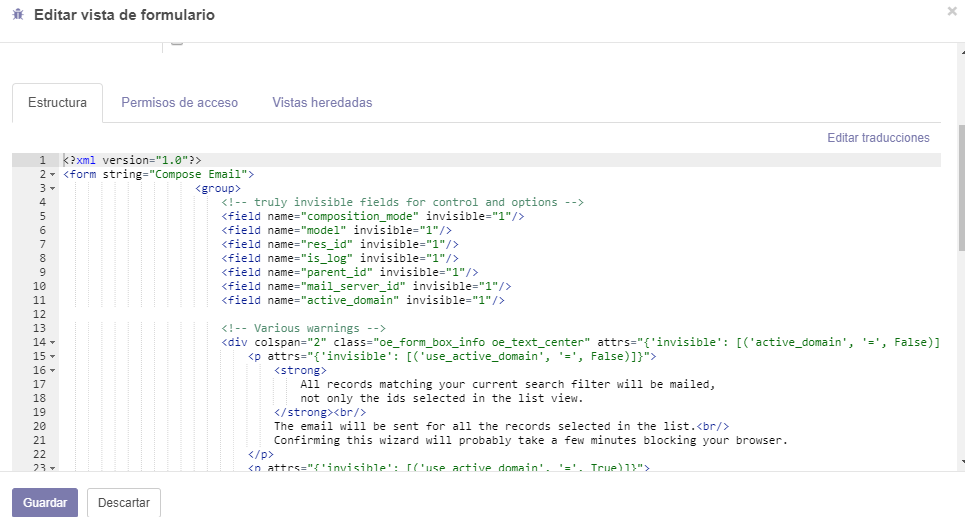 Editar vista de formulario
×
Estructura Permisos de acceso Vistas heredadas
Editar traducciones
1 <?xml version="1.0"?>
2 <form string="Compose Email">
3 <group>
4 <!-- truly invisible fields for control and options -->
5 <field name="composition_mode" invisible="1"/>
6 <field name="model" invisible="1"/>
7 <field name="res_id" invisible="1"/>
8 <field name="is_log" invisible="1"/>
9 <field name="parent_id" invisible="1"/>
10 <field name="mail_server_id" invisible="1"/>
11 <field name="active_domain" invisible="1"/>
12
13 <!-- Various warnings -->
14 <div colspan="2" class="oe_form_box_info oe_text_center" attrs="{'invisible': [('active_domain', '=', False)]
15 <p attrs="{'invisible': [('use_active_domain', '=', False)]}">
16 <strong>
17 All records matching your current search filter will be mailed,
18 not only the ids selected in the list view.
19 </strong><br/>
20 The email will be sent for all the records selected in the list.<br/>
21 Confirming this wizard will probably take a few minutes blocking your browser.
22 </p>
23 <p attrs="{'invisible': [('use_active_domain', '=', True)]}">
Guardar Descartar